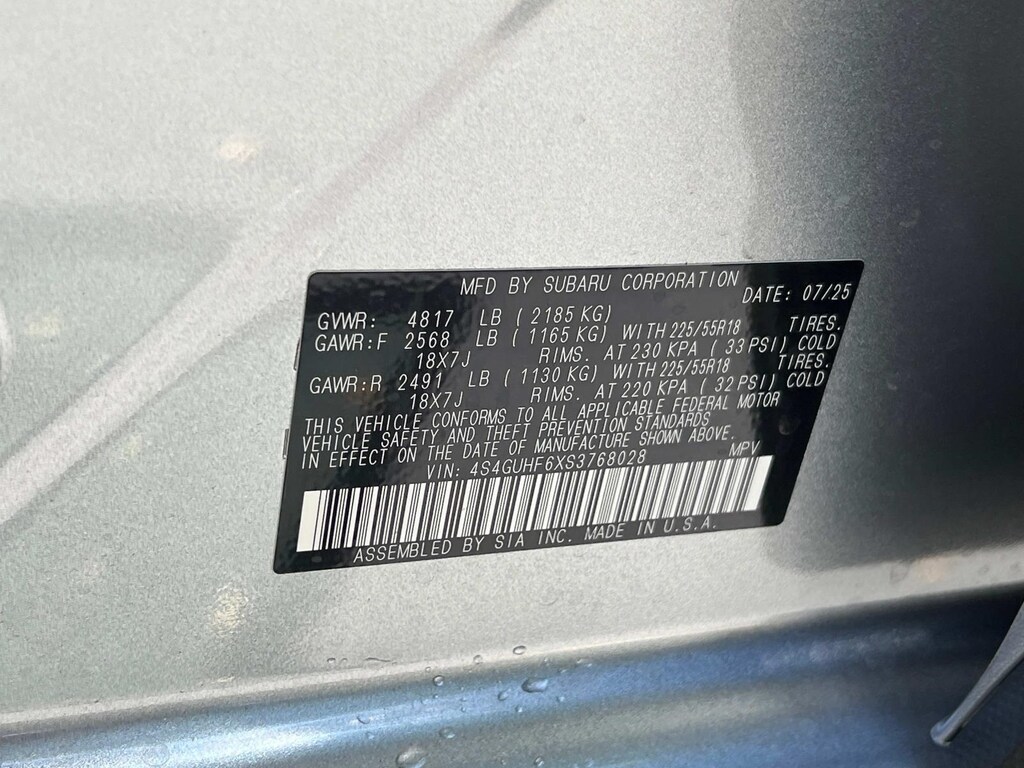 MFD BY SUBARU CORPORATION
DATE: 07/25
GVWR: 4817 LB ( 2185 KG)
GAWR:F 2568 LB ( 1165 KG) WITH 225/55R18 TIRES.
18X7J RIMS. AT 230 KPA ( 33 PSI) COLD
GAWR:R 2491 LB ( 1130 KG) WITH 225/55R18 TIRES.
18X7J RIMS. AT 220 KPA ( 32 PSI) COLD
THIS VEHICLE CONFORMS TO ALL APPLICABLE FEDERAL MOTOR
VEHICLE SAFETY AND THEFT PREVENTION STANDARDS
IN EFFECT ON THE DATE OF MANUFACTURE SHOWN ABOVE.
VIN: 4S4GUHF6XS3768028 MPV
ASSEMBLED BY SIA INC. MADE IN U.S.A.